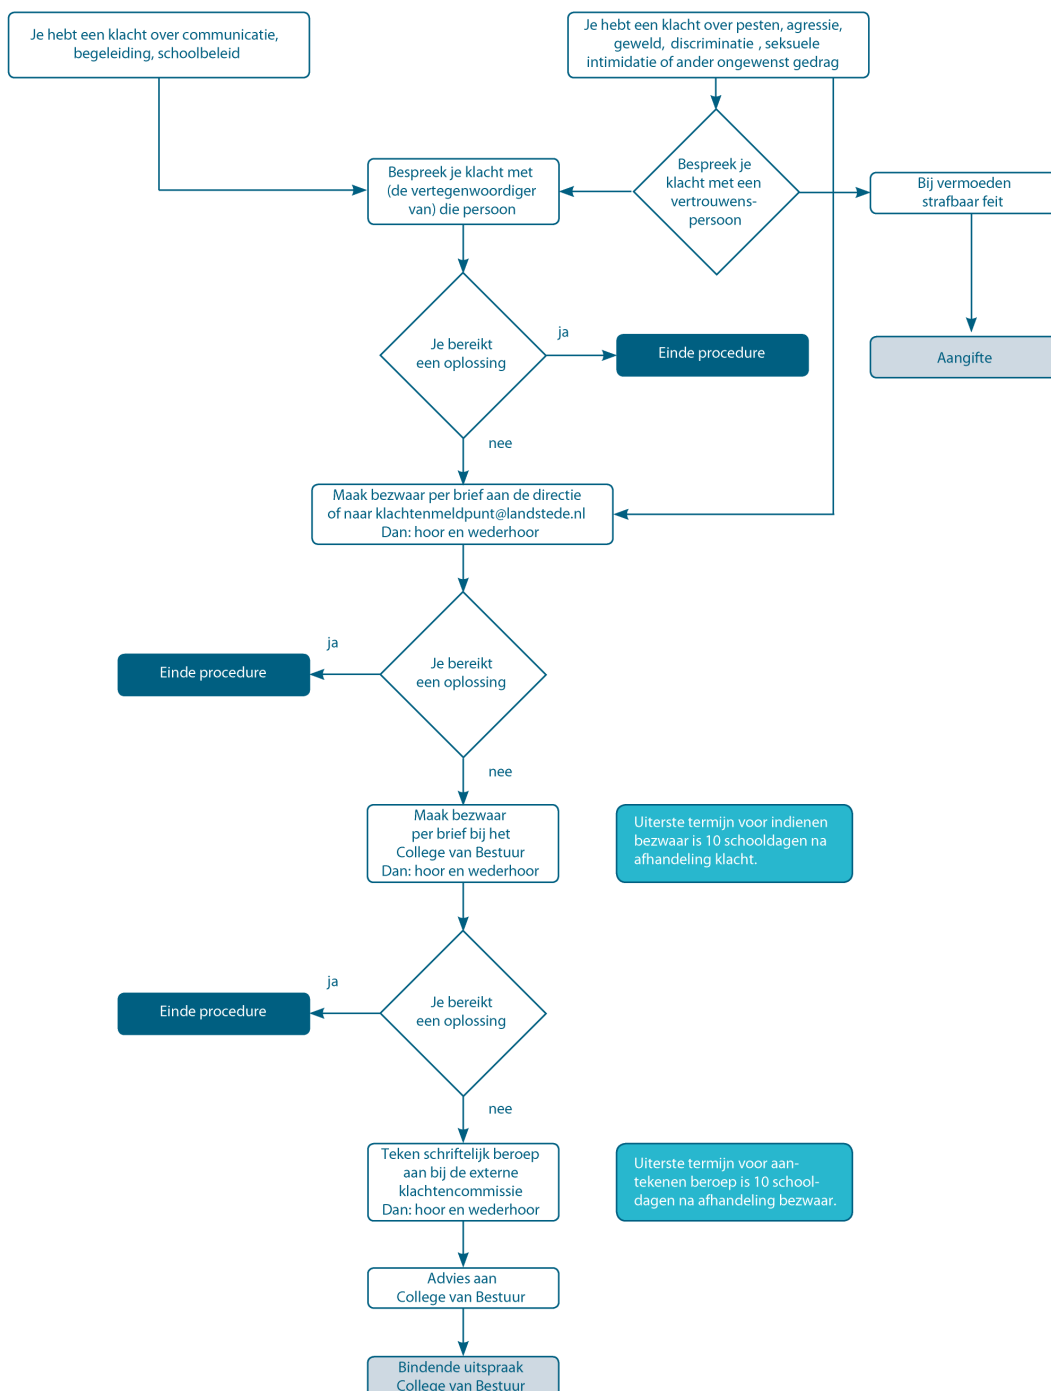 Je hebt een klacht over communicatie,
begeleiding, schoolbeleid
Je hebt een klacht over pesten, agressie,
geweld, discriminatie , seksuele
intimidatie of ander ongewenst gedrag
Bespreek je klacht met
(de vertegenwoordiger
van) die persoon
Bespreek je
klacht met een
vertrouwens-
persoon
Bij vermoeden
strafbaar feit
Je bereikt
een oplossing
ja
Einde procedure
Aangifte
nee
Maak bezwaar per brief aan de directie
of naar klachtenmeldpunt@landstede.nl
Dan: hoor en wederhoor
ja
Einde procedure
Je bereikt
een oplossing
nee
Maak bezwaar
per brief bij het
College van Bestuur
Dan: hoor en wederhoor
Uiterste termijn voor indienen
bezwaar is 10 schooldagen na
afhandeling klacht.
ja
Einde procedure
Je bereikt
een oplossing
nee
Teken schriftelijk beroep
aan bij de externe
klachtencommissie
Dan: hoor en wederhoor
Uiterste termijn voor aan-
tekenen beroep is 10 school-
dagen na afhandeling bezwaar.
Advies aan
College van Bestuur
Bindende uitspraak
College van Bestuur